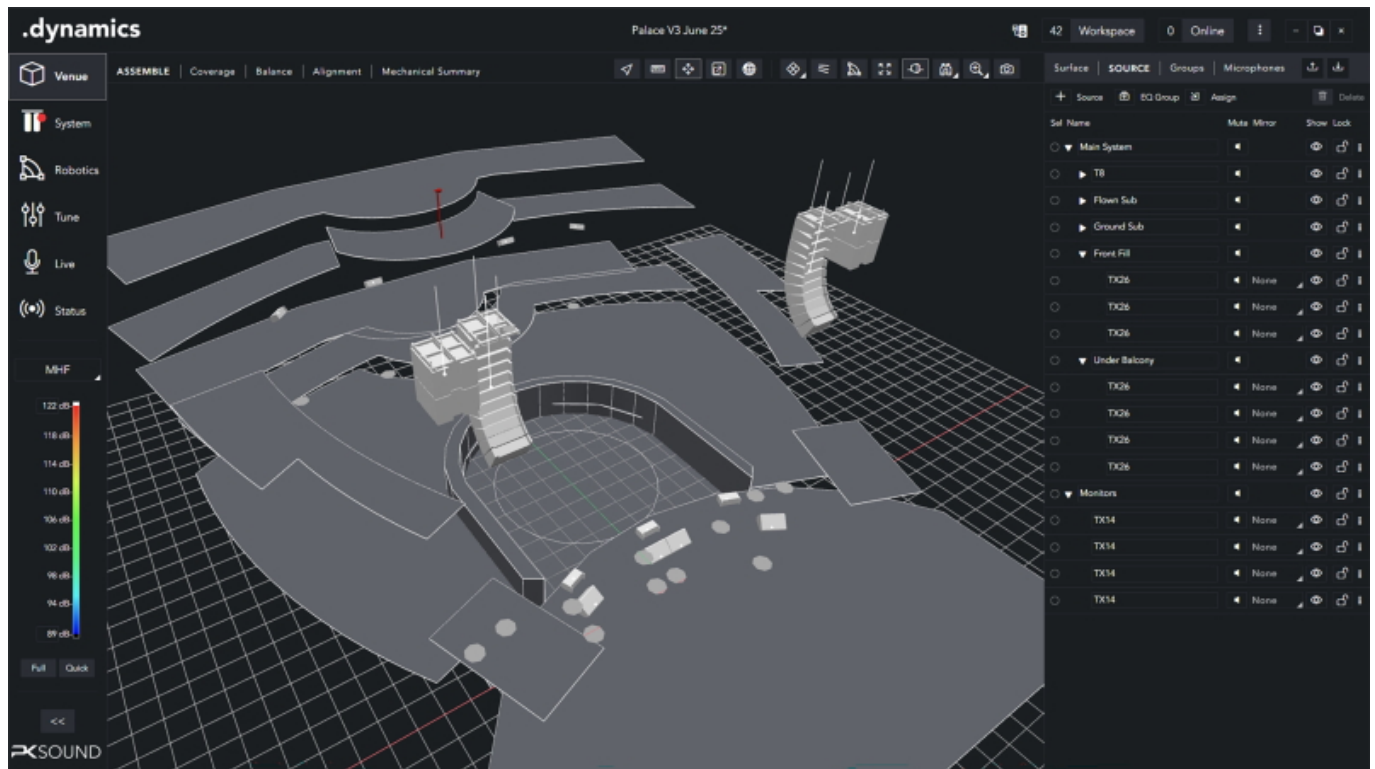 .dynamics
Palace V3 June 25*
42 Workspace 0 Online
Venue
ASSEMBLE Coverage Balance Alignment Mechanical Summary
Surface SOURCE Groups Microphones
Source EQ Group Assign Delete
Sel Name Mute Mirror Show Lock
System
Robotics
Tune
Live
Status
MHF
122 dB
118 dB
114 dB
110 dB
106 dB
102 dB
98 dB
94 dB
89 dB
Full Quick
<<
PKSOUND
Main System
T8
Flown Sub
Ground Sub
Front Fill
TX26 None
TX26 None
TX26 None
Under Balcony
TX26 None
TX26 None
TX26 None
TX26 None
Monitors
TX14 None
TX14 None
TX14 None
TX14 None